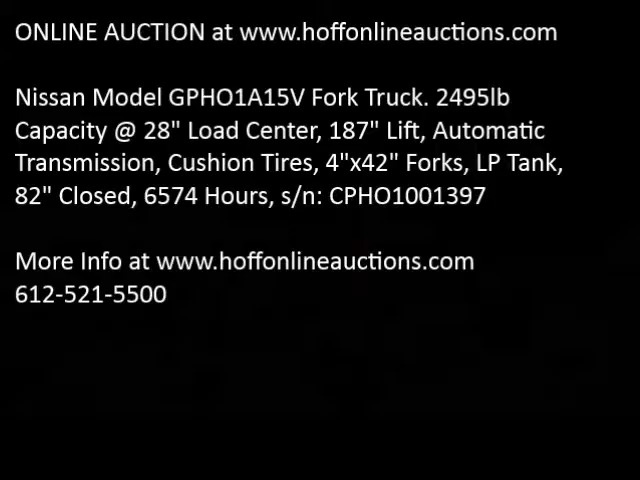 ONLINE AUCTION at www.hoffonlineauctions.com
Nissan Model GPHO1A15V Fork Truck. 2495lb
Capacity @ 28" Load Center, 187" Lift, Automatic
Transmission, Cushion Tires, 4"x42" Forks, LP Tank,
82" Closed, 6574 Hours, s/n: CPHO1001397
More Info at www.hoffonlineauctions.com
612-521-5500